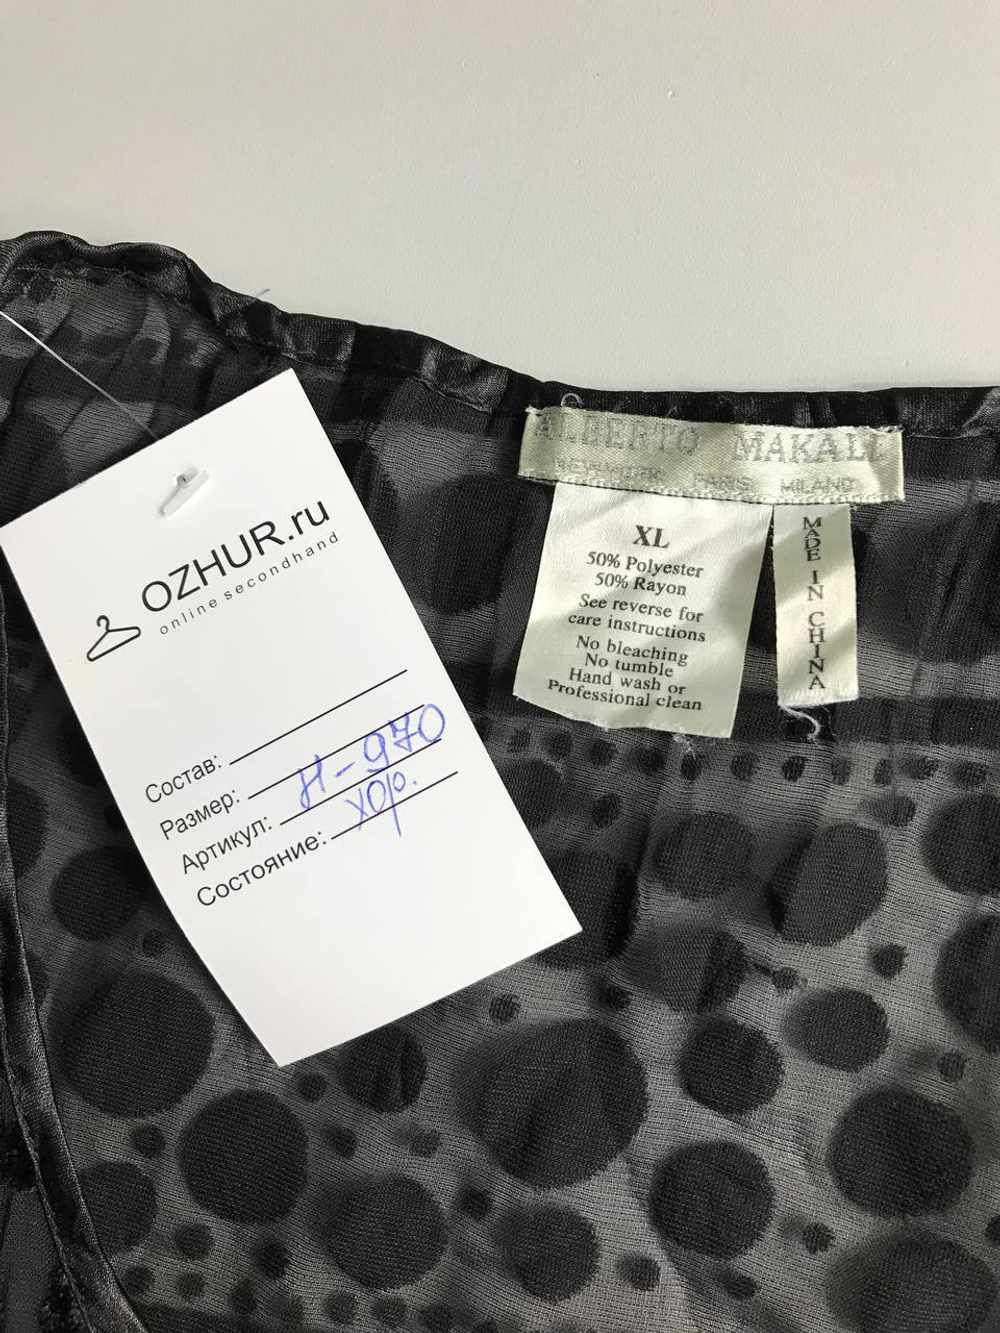 OZHUR.ru
online secondhand
Состав:
Размер:
Артикул: Н-970
Состояние: хор.
ALBERTO MAKALI
NEW YORK PARIS MILANO
XL
50% Polyester
50% Rayon
See reverse for
care instructions
No bleaching
No tumble
Hand wash or
Professional clean
MADE IN CHINA